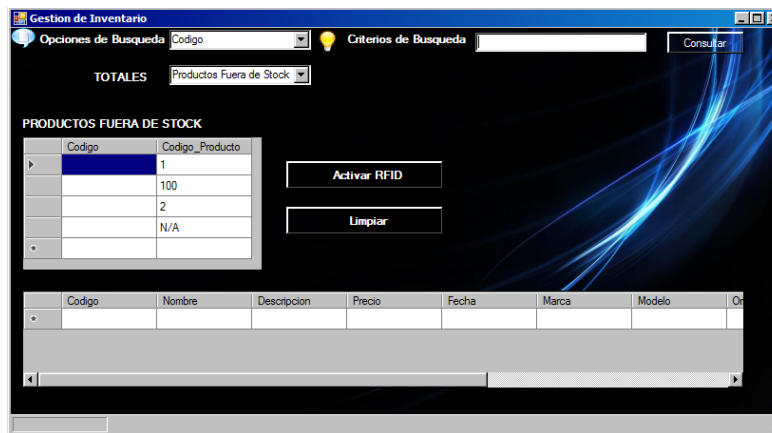 Gestion de Inventario
Opciones de Busqueda Codigo Criterios de Busqueda Consultar
TOTALES Productos Fuera de Stock
PRODUCTOS FUERA DE STOCK
Codigo Codigo_Producto
1
100
2
N/A
Activar RFID
Limpiar
Codigo Nombre Descripcion Precio Fecha Marca Modelo Or